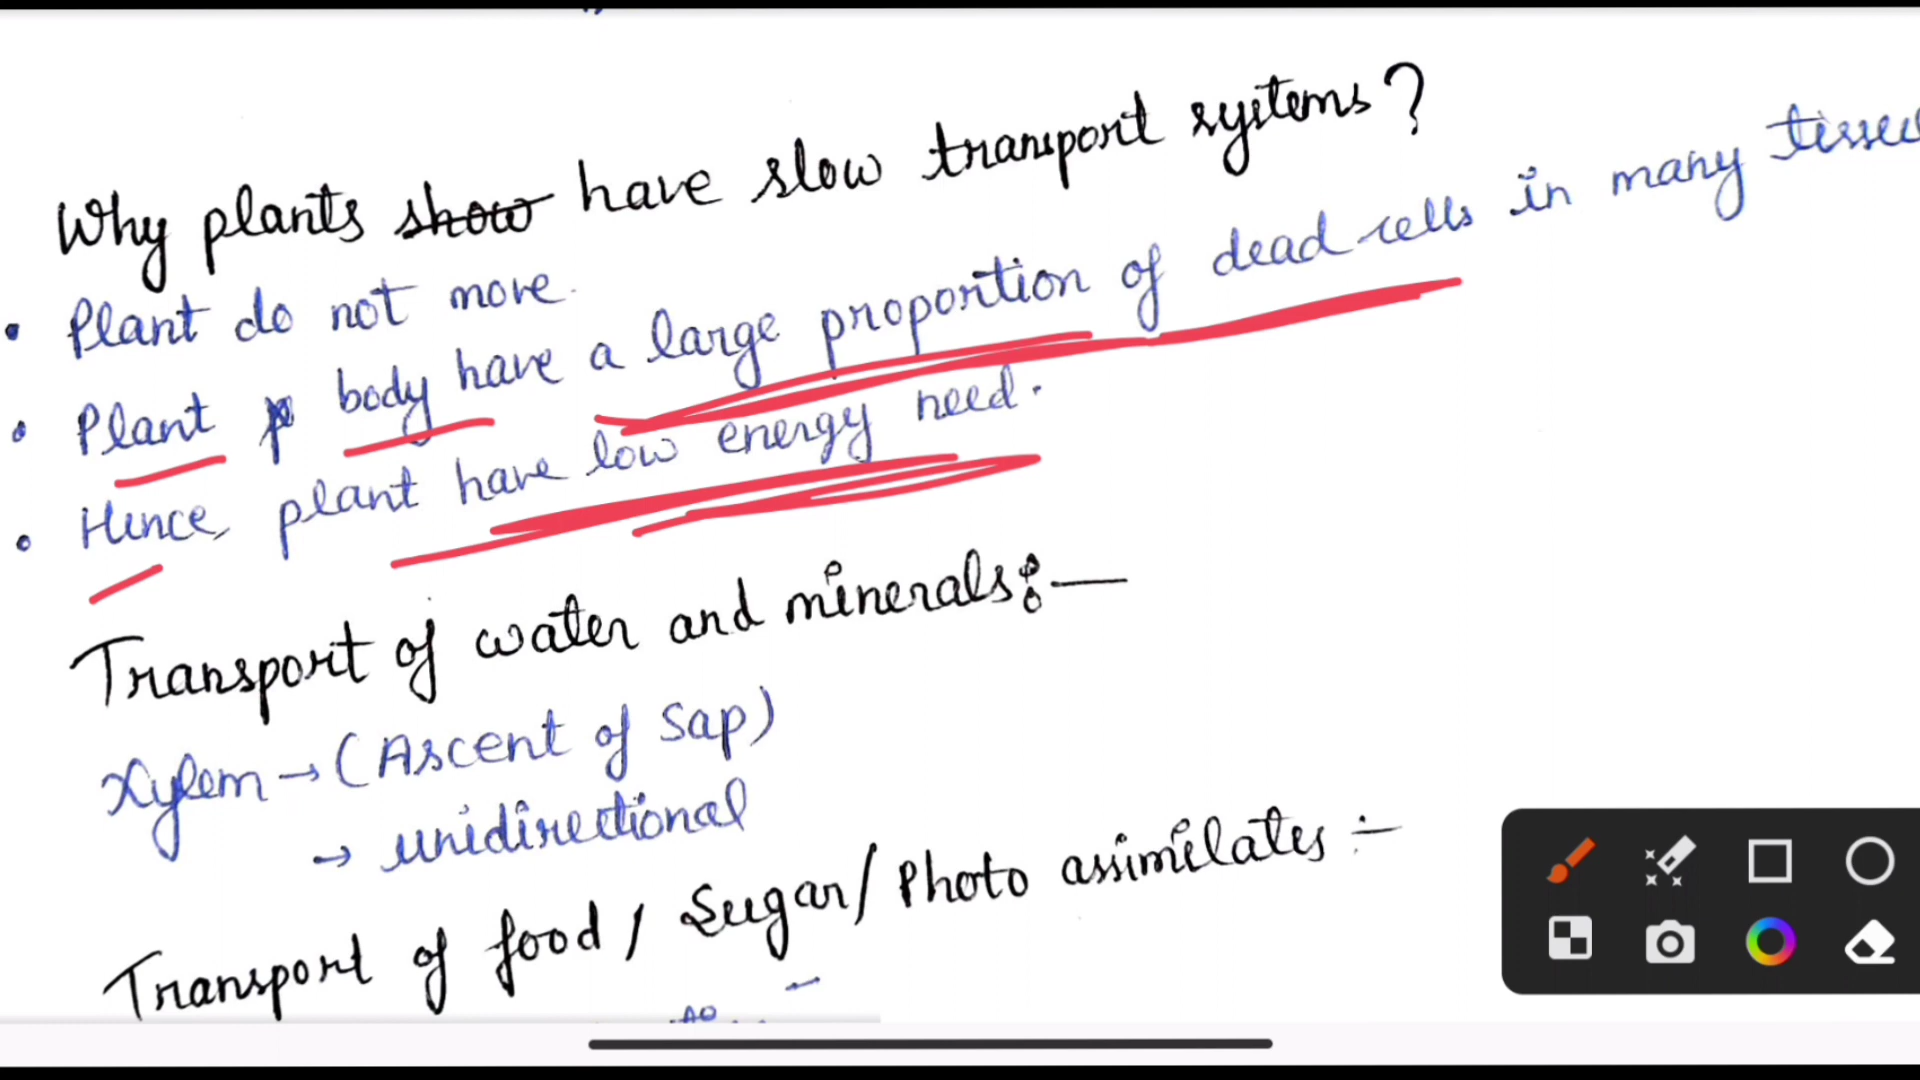 Why plants show have slow transport systems?
• Plant do not move.
• Plant p body have a large proportion of dead cells in many
• Hence, plant have low energy need.
Transport of water and minerals:—
Xylem → (Ascent of Sap)
→ unidirectional
Transport of food / Sugar / Photo assimilates :-